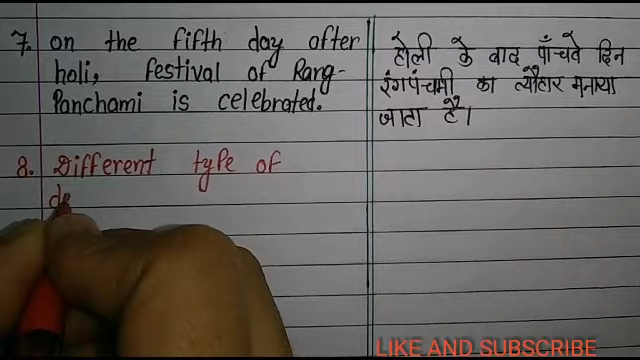 7. on the fifth day after
holi, festival of Rang-
Panchami is celebrated.
होली के बाद पाँचवे दिन
रंगपंचमी का त्यौहार मनाया
जाता है।
8. Different type of
de
LIKE AND SUBSCRIBE